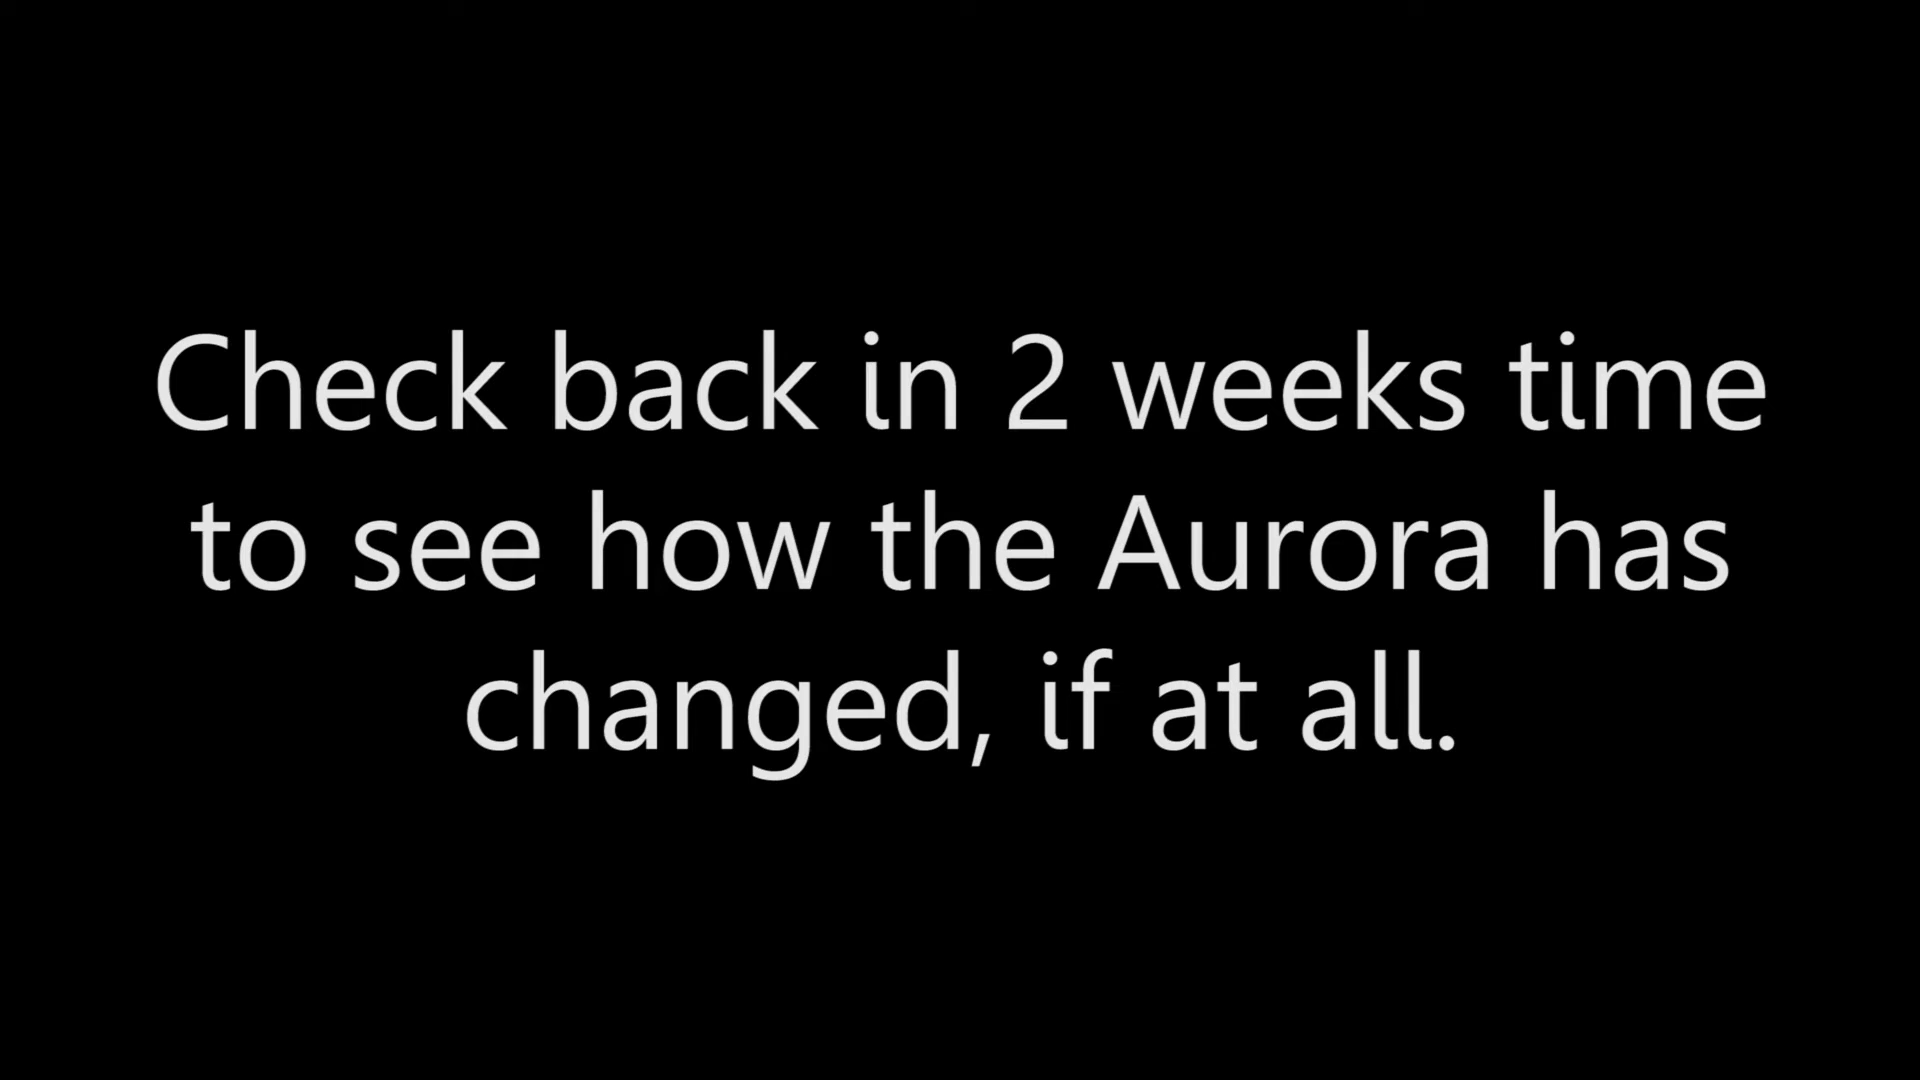 Check back in 2 weeks time
to see how the Aurora has
changed, if at all.